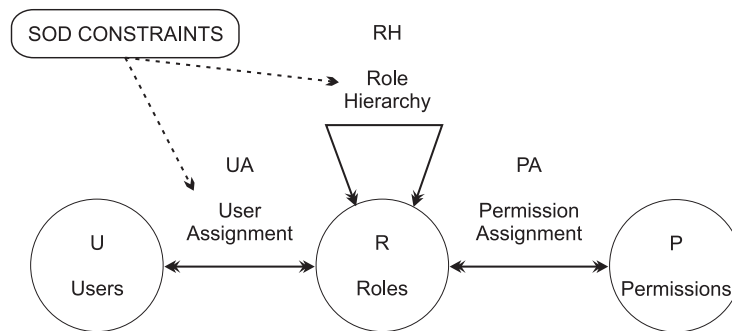 SOD CONSTRAINTS
RH
Role
Hierarchy
UA
User
Assignment
PA
Permission
Assignment
U
Users
R
Roles
P
Permissions